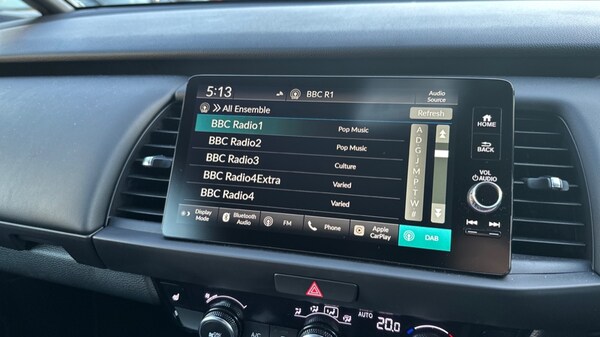 5:13 BBC R1 Audio Source
All Ensemble Refresh
BBC Radio1 Pop Music
BBC Radio2 Pop Music
BBC Radio3 Culture
BBC Radio4Extra Varied
BBC Radio4 Varied
A
D
G
J
M
P
T
W
#
Display Mode
Bluetooth Audio
FM
Phone
Apple CarPlay
DAB
HOME
BACK
VOL
AUDIO
AUTO
20.0
A/C